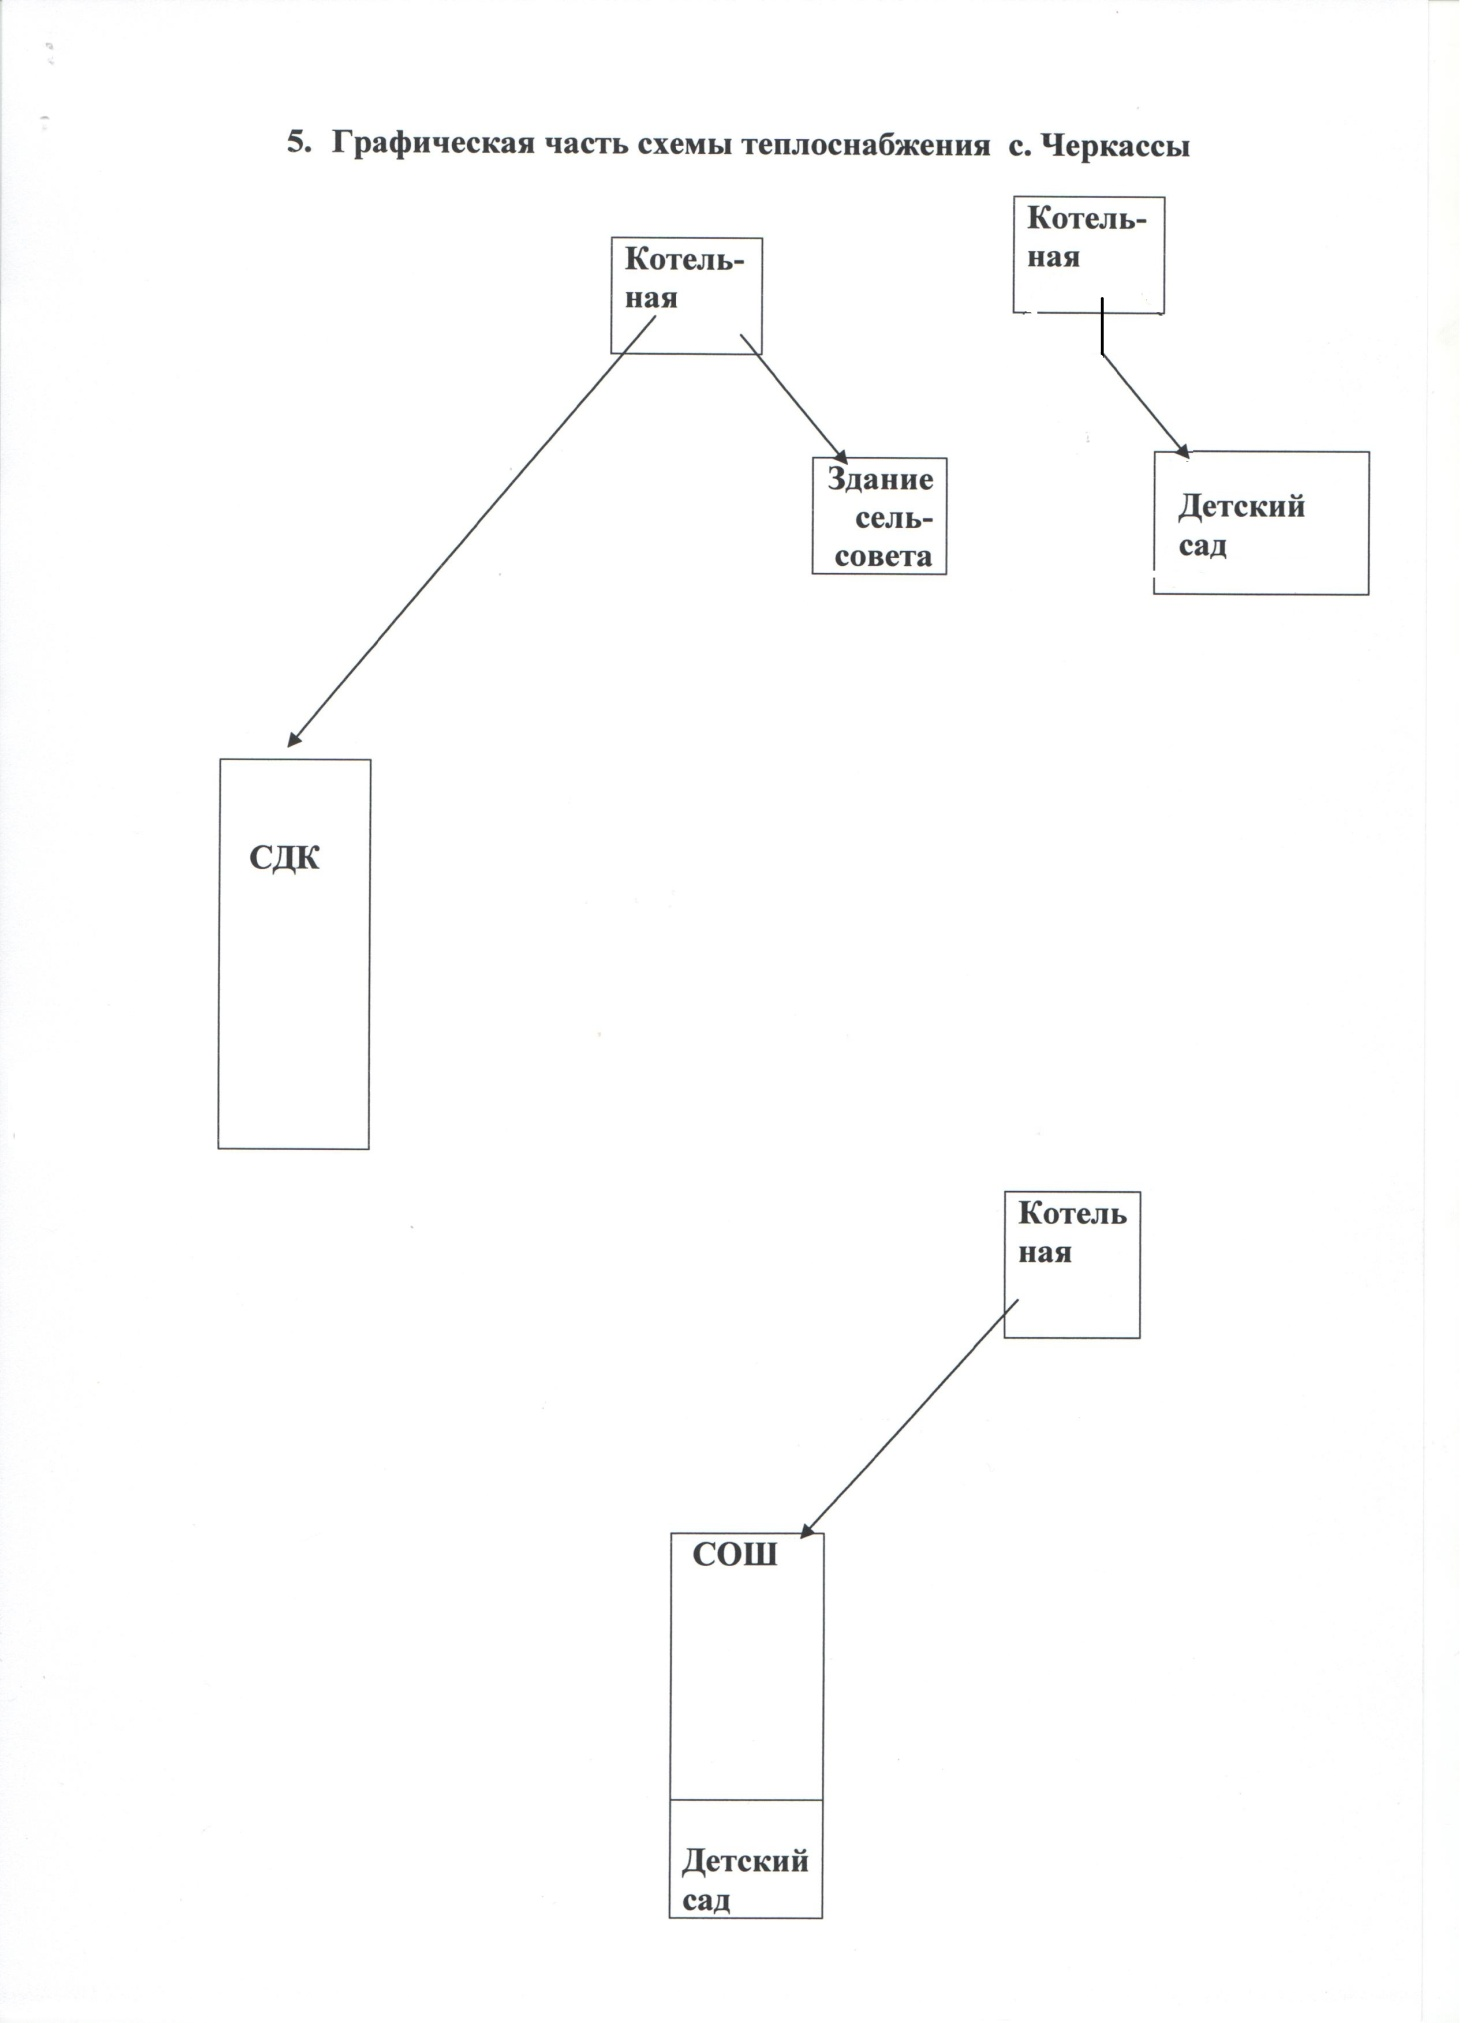 5. Графическая часть схемы теплоснабжения с. Черкассы
Котель-
ная
Котель-
ная
Здание
сель-
совета
Детский
сад
СДК
Котель
ная
СОШ
Детский
сад